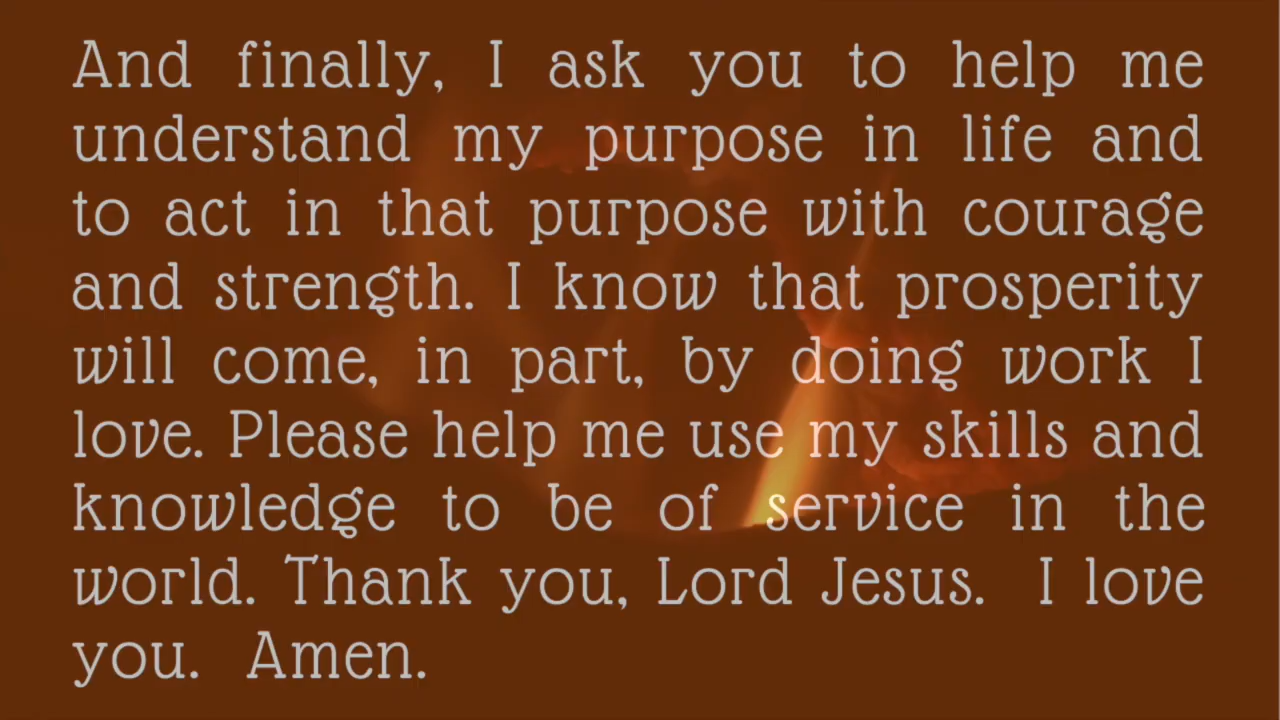 And finally, I ask you to help me
understand my purpose in life and
to act in that purpose with courage
and strength. I know that prosperity
will come, in part, by doing work I
love. Please help me use my skills and
knowledge to be of service in the
world. Thank you, Lord Jesus.  I love
you.  Amen.